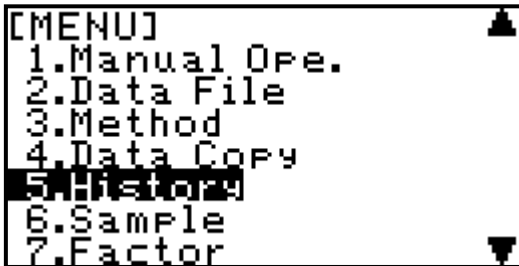 [MENU]
1.Manual Ope.
2.Data File
3.Method
4.Data Copy
5.History
6.Sample
7.Factor